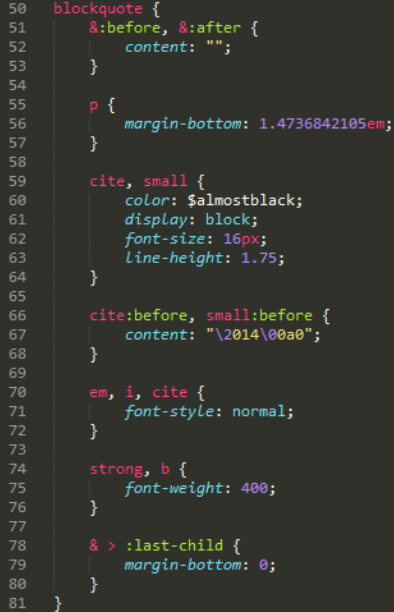 50 blockquote {
51     &:before, &:after {
52         content: "";
53     }
54
55     p {
56         margin-bottom: 1.4736842105em;
57     }
58
59     cite, small {
60         color: $almostblack;
61         display: block;
62         font-size: 16px;
63         line-height: 1.75;
64     }
65
66     cite:before, small:before {
67         content: "\2014\00a0";
68     }
69
70     em, i, cite {
71         font-style: normal;
72     }
73
74     strong, b {
75         font-weight: 400;
76     }
77
78     & > :last-child {
79         margin-bottom: 0;
80     }
81 }